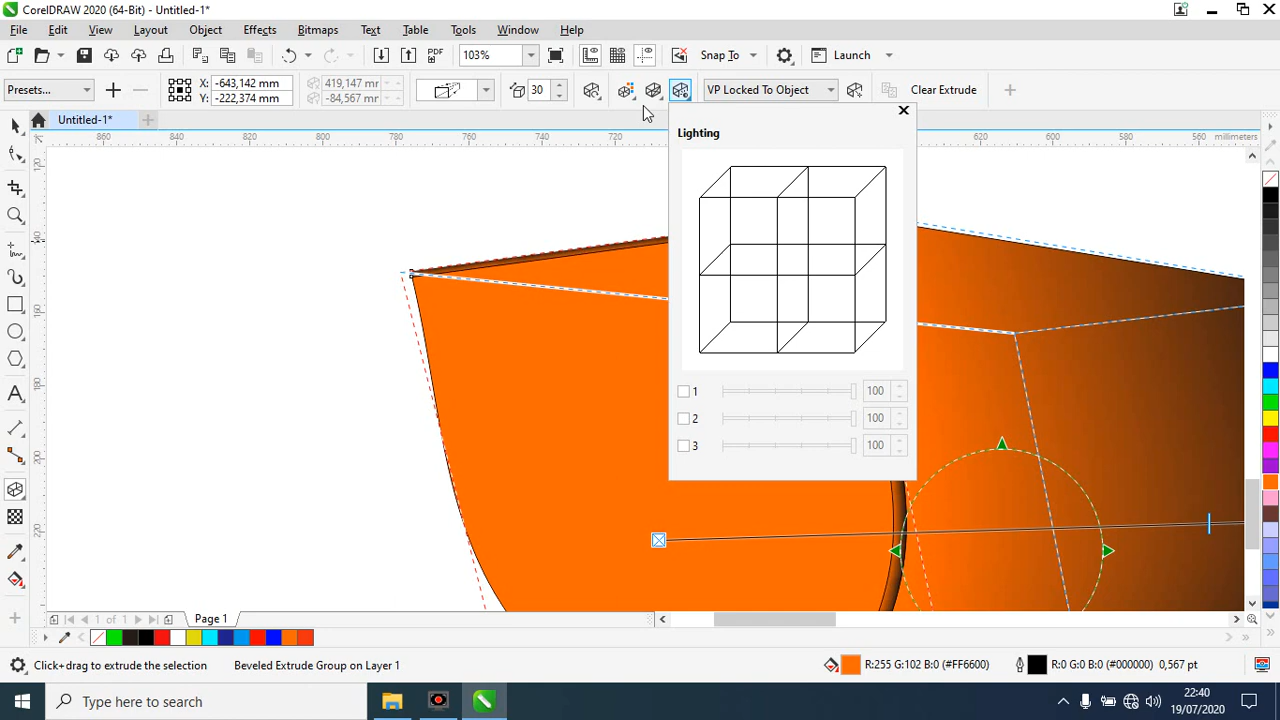 CorelDRAW 2020 (64-Bit) - Untitled-1*
File Edit View Layout Object Effects Bitmaps Text Table Tools Window Help
PDF 103% Snap To Launch
Presets... X: -643,142 mm 419,147 mr 30 VP Locked To Object Clear Extrude
Y: -222,374 mm -84,567 mm
Untitled-1*
860 840 820 800 780 760 740 720 620 600 580 560 millimeters
Lighting
1 100
2 100
3 100
1 of 1 Page 1
Click+drag to extrude the selection Beveled Extrude Group on Layer 1 R:255 G:102 B:0 (#FF6600) R:0 G:0 B:0 (#000000) 0,567 pt
Type here to search
22:40
19/07/2020